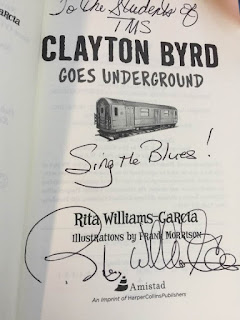 To the Students of
TMS
García
CLAYTON BYRD
GOES UNDERGROUND
Sing the Blues!
Rita Williams-Garcia
Illustrations by Frank Morrison
Amistad
An Imprint of HarperCollinsPublishers